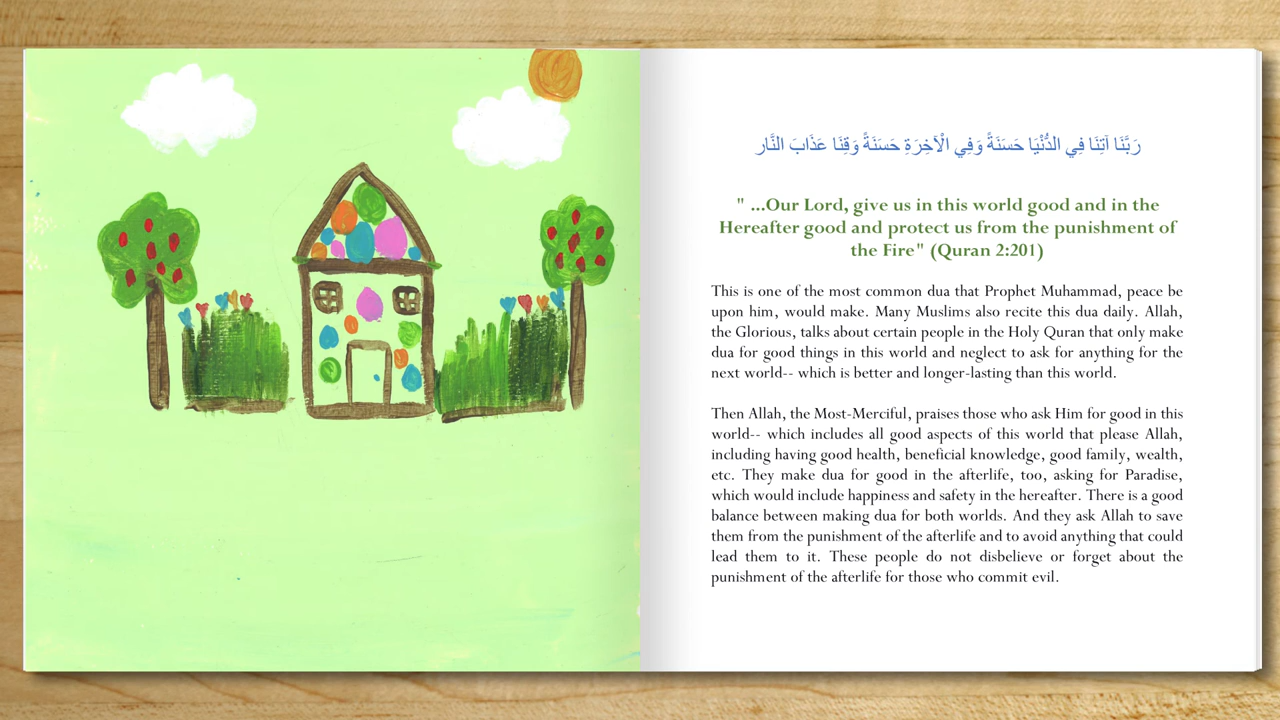 رَبَّنَا آتِنَا فِي الدُّنْيَا حَسَنَةً وَفِي الْآخِرَةِ حَسَنَةً وَقِنَا عَذَابَ النَّار
" ...Our Lord, give us in this world good and in the
Hereafter good and protect us from the punishment of
the Fire" (Quran 2:201)
This is one of the most common dua that Prophet Muhammad, peace be
upon him, would make. Many Muslims also recite this dua daily. Allah,
the Glorious, talks about certain people in the Holy Quran that only make
dua for good things in this world and neglect to ask for anything for the
next world-- which is better and longer-lasting than this world.
Then Allah, the Most-Merciful, praises those who ask Him for good in this
world-- which includes all good aspects of this world that please Allah,
including having good health, beneficial knowledge, good family, wealth,
etc. They make dua for good in the afterlife, too, asking for Paradise,
which would include happiness and safety in the hereafter. There is a good
balance between making dua for both worlds. And they ask Allah to save
them from the punishment of the afterlife and to avoid anything that could
lead them to it. These people do not disbelieve or forget about the
punishment of the afterlife for those who commit evil.